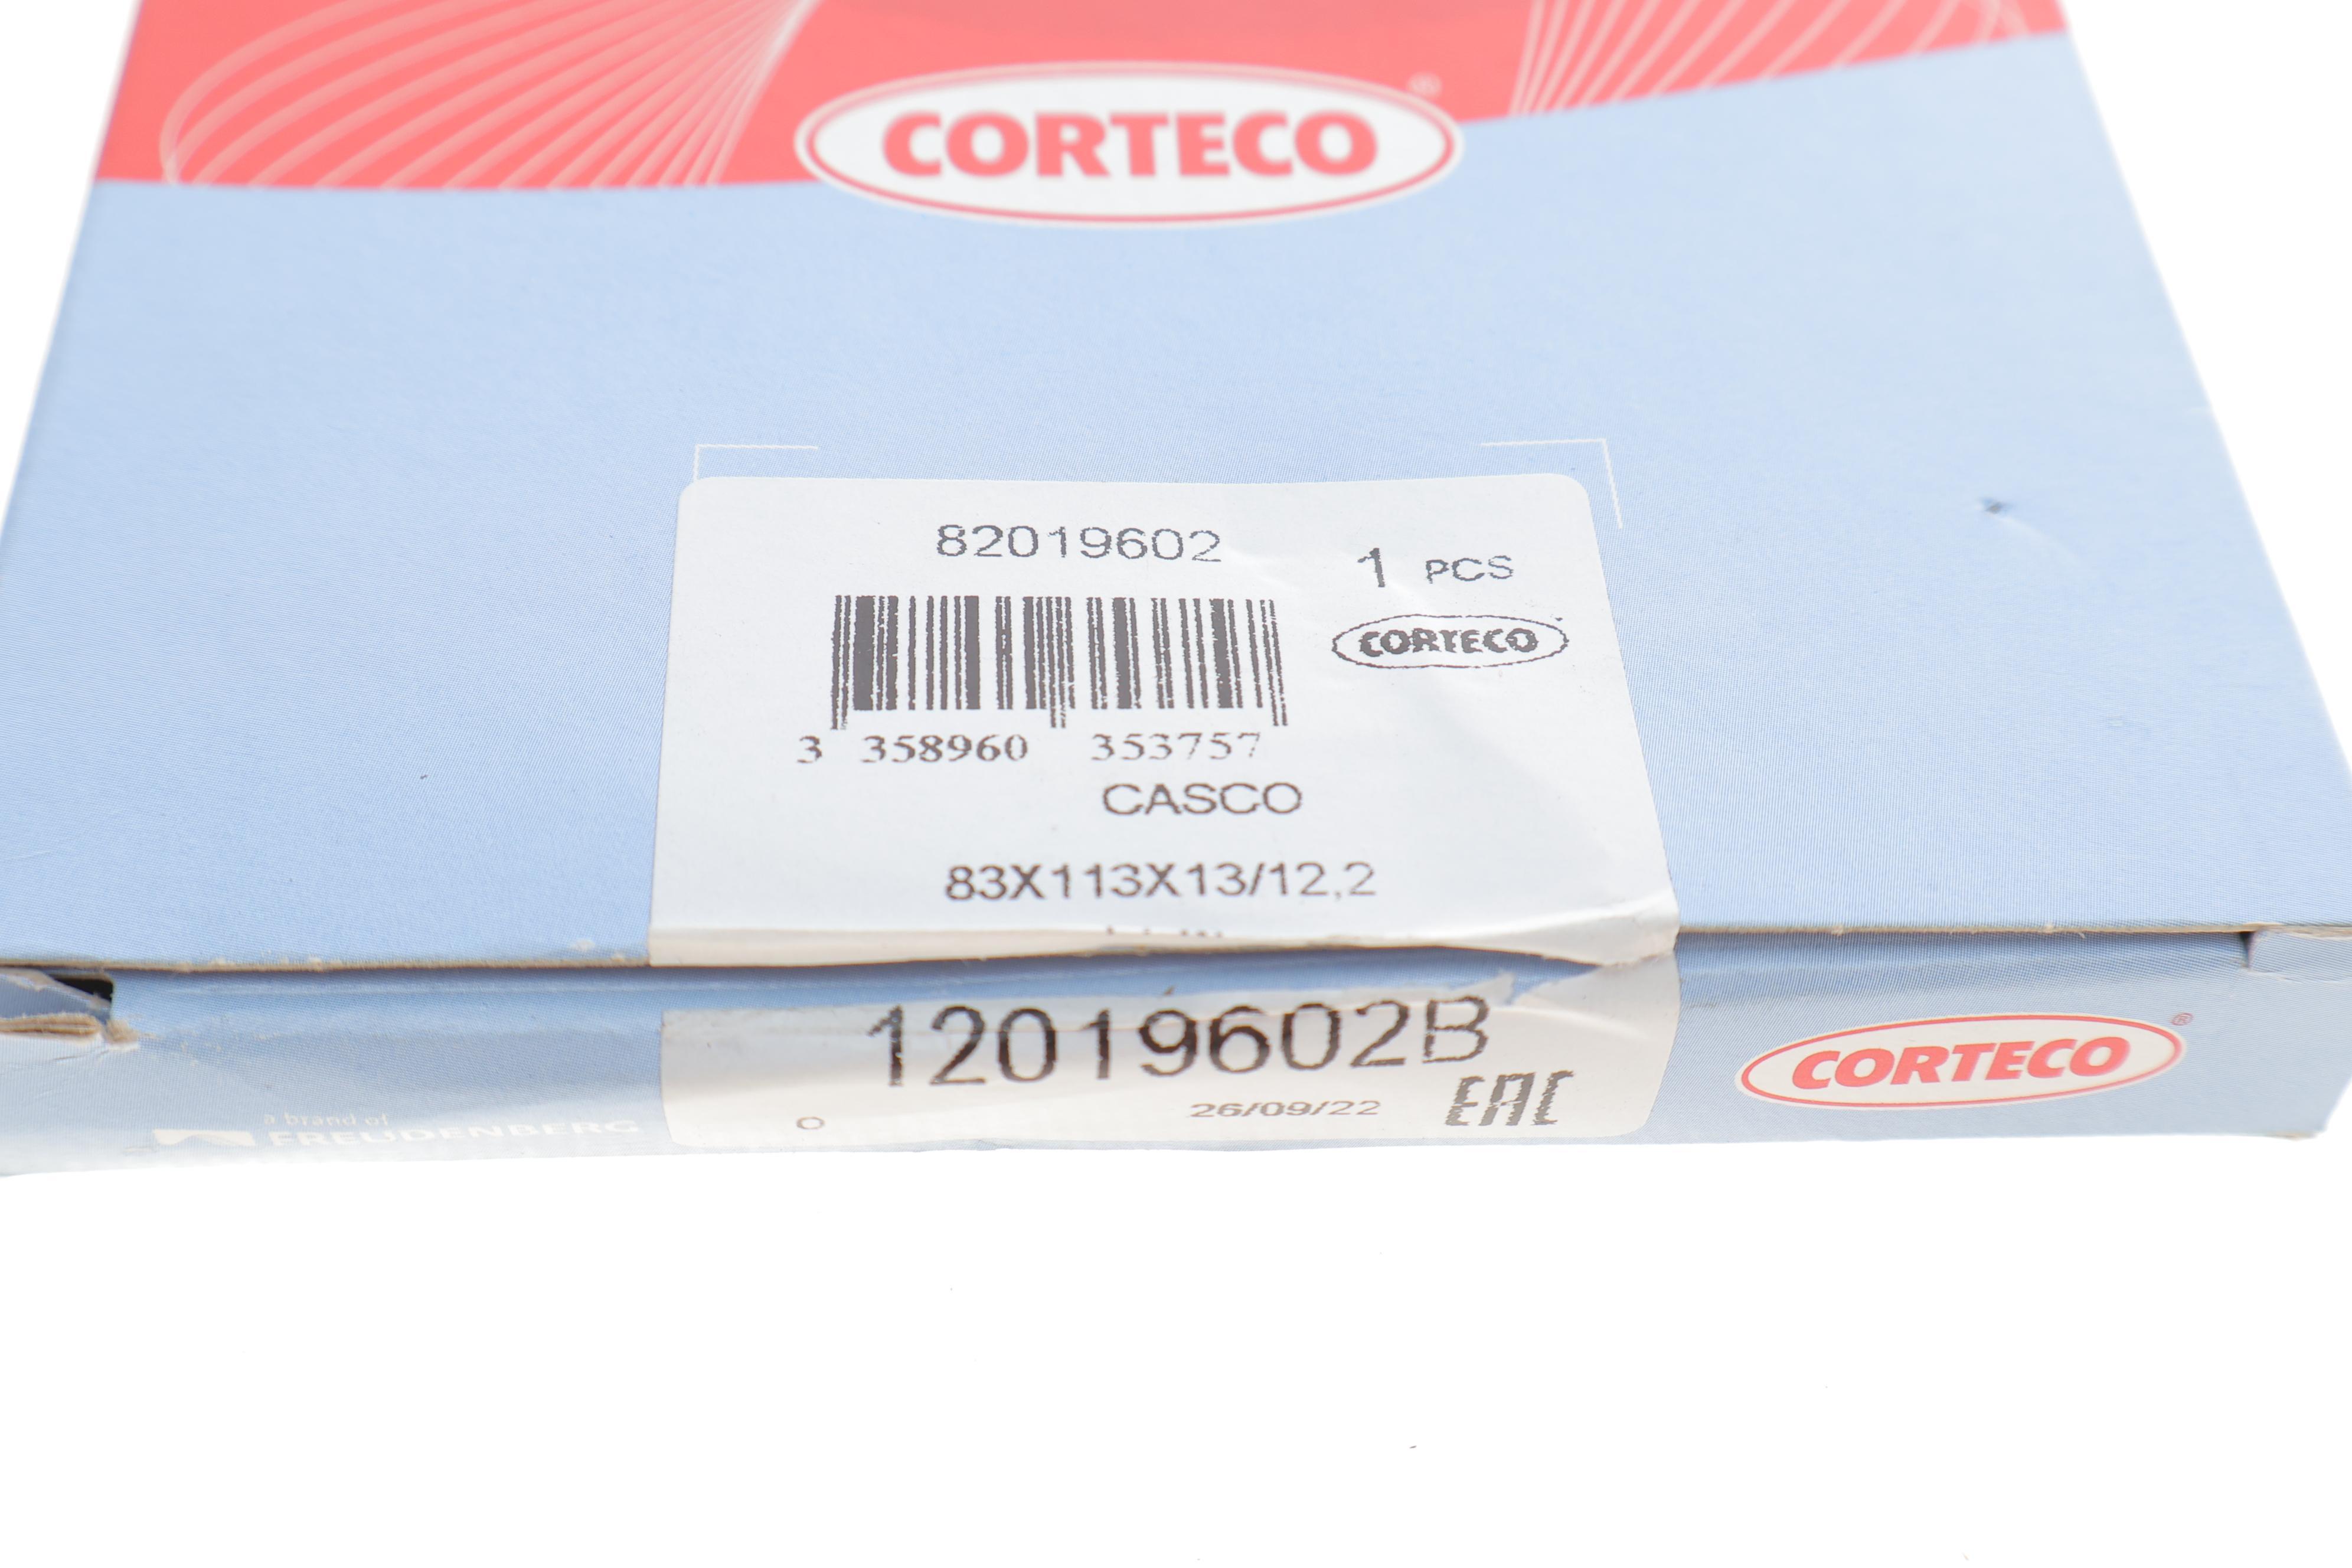 CORTECO®
82019602
1 PCS
CORTECO
3 358960 353757
CASCO
83X113X13/12,2
12019602B
O 26/09/22 EAC
a brand of
FREUDENBERG
CORTECO®